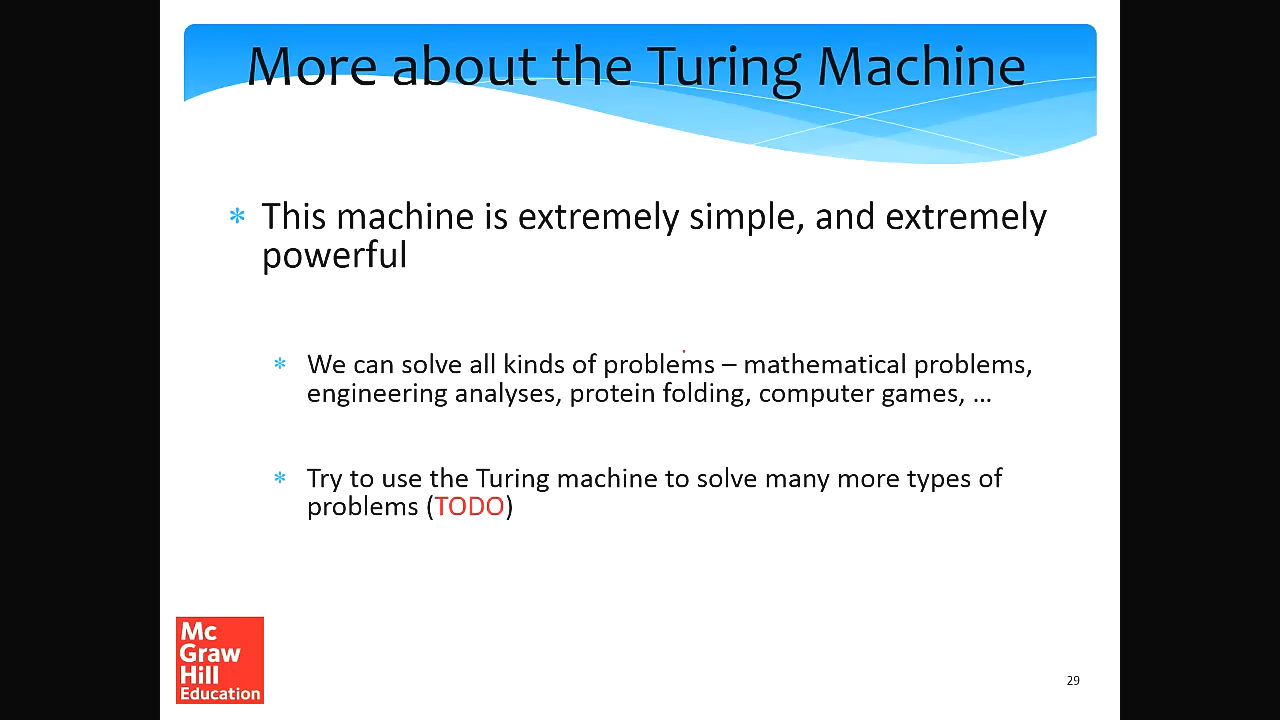 More about the Turing Machine
* This machine is extremely simple, and extremely
powerful
* We can solve all kinds of problems – mathematical problems,
engineering analyses, protein folding, computer games, …
* Try to use the Turing machine to solve many more types of
problems (TODO)
Mc
Graw
Hill
Education
29